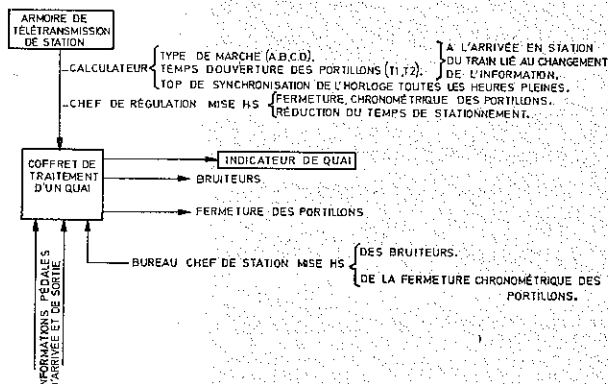 ARMOIRE DE
TÉLÉTRANSMISSION
DE STATION
CALCULATEUR
TYPE DE MARCHE (A.B.C.D).
TEMPS D'OUVERTURE DES PORTILLONS (T1,T2).
TOP DE SYNCHRONISATION DE L'HORLOGE TOUTES LES HEURES PLEINES.
À L'ARRIVÉE EN STATION
DU TRAIN LIÉ AU CHANGEMENT
DE L'INFORMATION.
CHEF DE RÉGULATION MISE HS
FERMETURE, CHRONOMÉTRIQUE DES PORTILLONS.
RÉDUCTION DU TEMPS DE STATIONNEMENT.
COFFRET DE
TRAITEMENT
D'UN QUAI
INDICATEUR DE QUAI
BRUITEURS
FERMETURE DES PORTILLONS
BUREAU CHEF DE STATION MISE HS
DES BRUITEURS.
DE LA FERMETURE CHRONOMÉTRIQUE DES
PORTILLONS.
INFORMATIONS PÉDALES
D'ARRIVÉE ET DE SORTIE